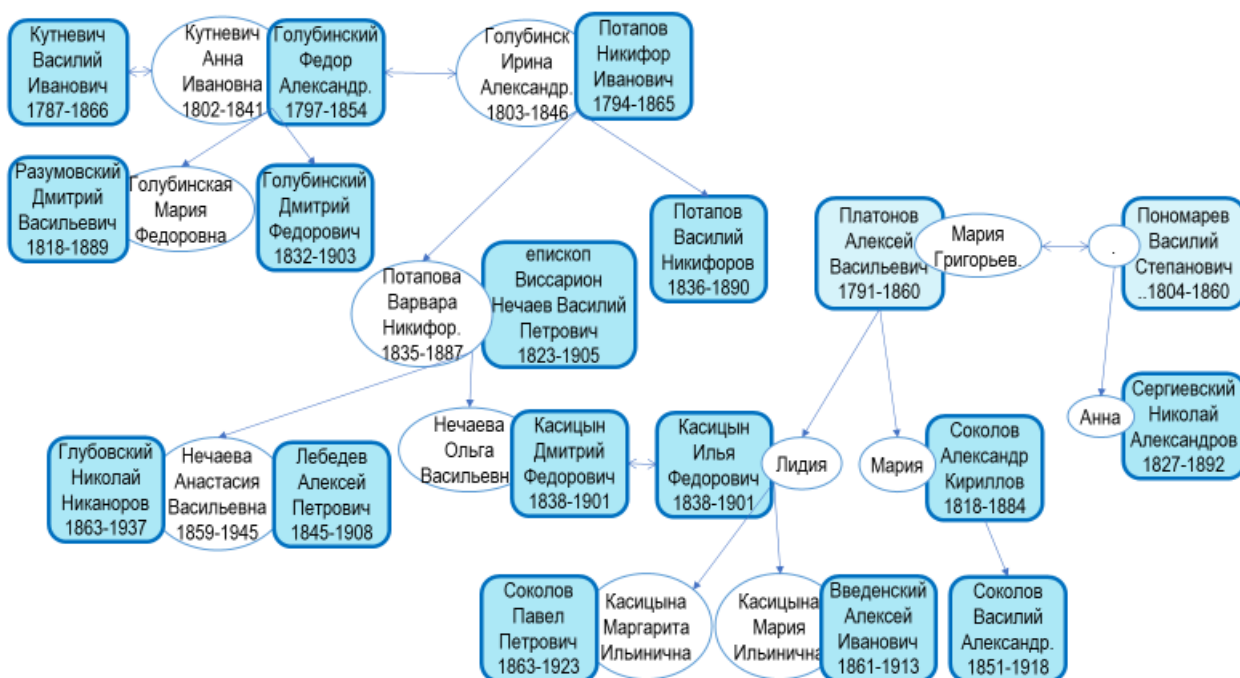 Кутневич
Василий
Иванович
1787-1866
Кутневич
Анна
Ивановна
1802-1841
Голубинский
Федор
Александр.
1797-1854
Голубинск
Ирина
Александр.
1803-1846
Потапов
Никифор
Иванович
1794-1865
Разумовский
Дмитрий
Васильевич
1818-1889
Голубинская
Мария
Федоровна
Голубинский
Дмитрий
Федорович
1832-1903
Потапова
Варвара
Никифор.
1835-1887
епископ
Виссарион
Нечаев Василий
Петрович
1823-1905
Потапов
Василий
Никифоров
1836-1890
Платонов
Алексей
Васильевич
1791-1860
Мария
Григорьев.
.
Пономарев
Василий
Степанович
..1804-1860
Глубовский
Николай
Никаноров
1863-1937
Нечаева
Анастасия
Васильевна
1859-1945
Лебедев
Алексей
Петрович
1845-1908
Нечаева
Ольга
Васильевн
Касицын
Дмитрий
Федорович
1838-1901
Касицын
Илья
Федорович
1838-1901
Лидия
Мария
Соколов
Александр
Кириллов
1818-1884
Анна
Сергиевский
Николай
Александров
1827-1892
Соколов
Павел
Петрович
1863-1923
Касицына
Маргарита
Ильинична
Касицына
Мария
Ильинична
Введенский
Алексей
Иванович
1861-1913
Соколов
Василий
Александр.
1851-1918